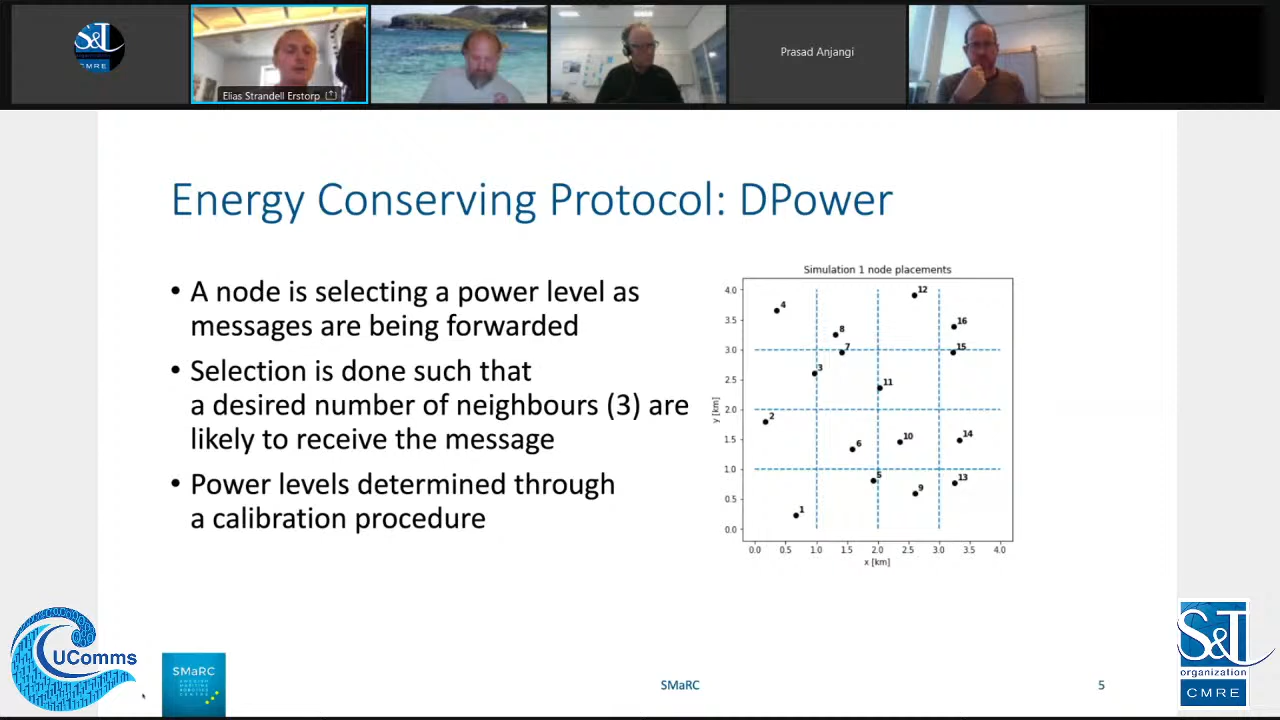 S&T
organization
CMRE
Elias Strandell Erstorp
Prasad Anjangi
Energy Conserving Protocol: DPower
• A node is selecting a power level as
messages are being forwarded
• Selection is done such that
a desired number of neighbours (3) are
likely to receive the message
• Power levels determined through
a calibration procedure
Simulation 1 node placements
4.0
3.5
3.0
2.5
2.0
1.5
1.0
0.5
0.0
y [km]
12
4
16
8
7
15
3
11
2
10
14
6
5
13
9
1
0.0 0.5 1.0 1.5 2.0 2.5 3.0 3.5 4.0
x [km]
UComms
SMaRC
SWEDISH
MARITIME
ROBOTICS
CENTRE
SMaRC
5
S&T
organization
CMRE